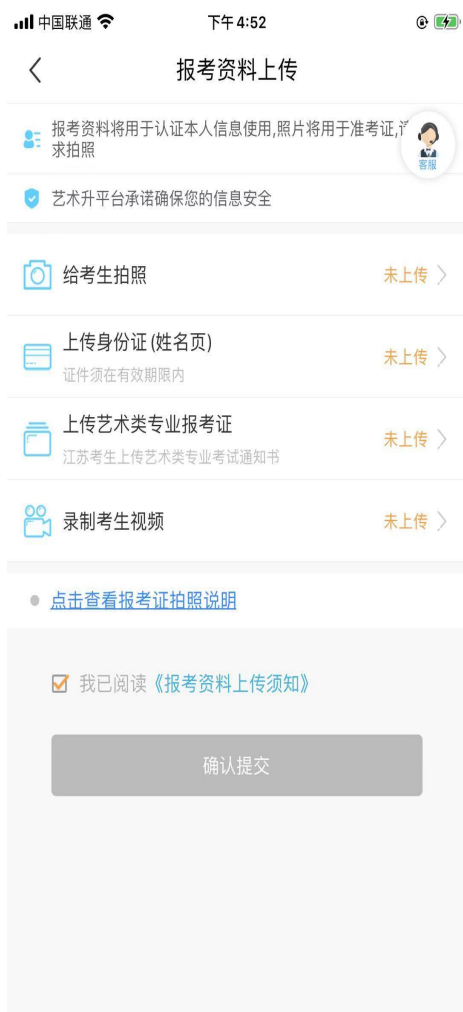 中国联通 下午 4:52
报考资料上传
报考资料将用于认证本人信息使用,照片将用于准考证,
求拍照
客服
艺术升平台承诺确保您的信息安全
给考生拍照 未上传
上传身份证 (姓名页) 未上传
证件须在有效期限内
上传艺术类专业报考证 未上传
江苏考生上传艺术类专业考试通知书
录制考生视频 未上传
点击查看报考证拍照说明
我已阅读《报考资料上传须知》
确认提交